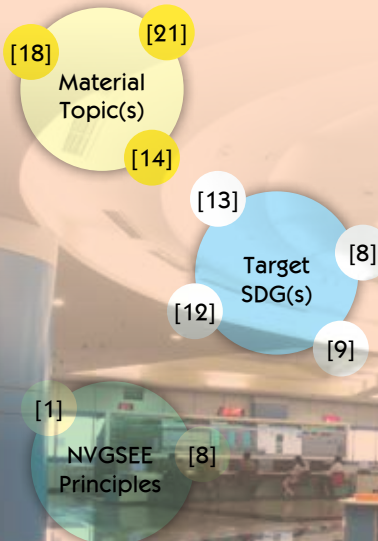 [18]
[21]
Material
Topic(s)
[14]
[13]
[8]
Target
SDG(s)
[12]
[9]
[1]
[8]
NVGSEE
Principles